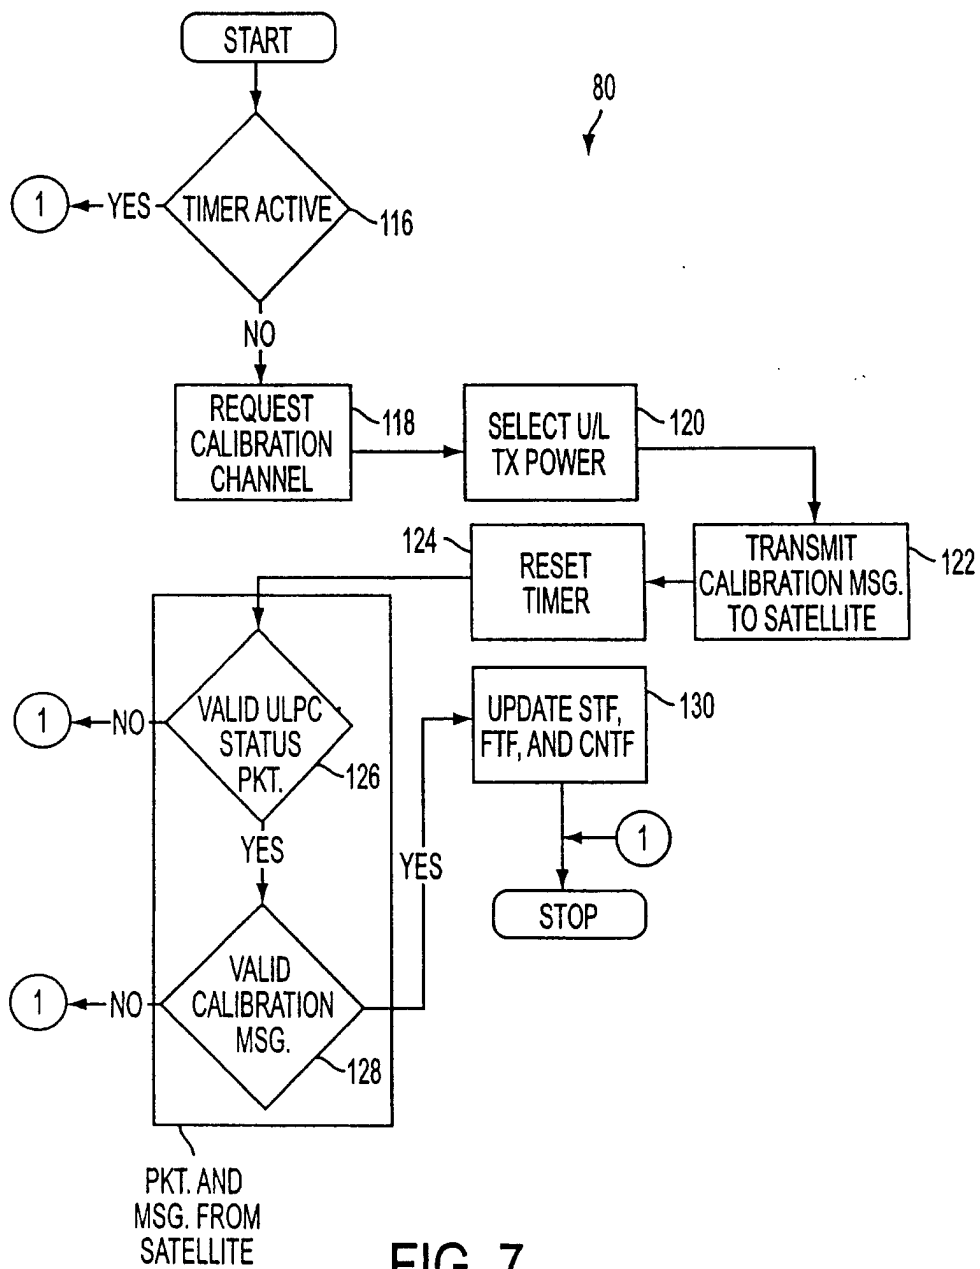 START
80
1
YES
TIMER ACTIVE
116
NO
REQUEST
CALIBRATION
CHANNEL
118
SELECT U/L
TX POWER
120
TRANSMIT
CALIBRATION MSG.
TO SATELLITE
122
124
RESET
TIMER
1
NO
VALID ULPC
STATUS
PKT.
126
YES
UPDATE STF,
FTF, AND CNTF
130
1
YES
STOP
1
NO
VALID
CALIBRATION
MSG.
128
PKT. AND
MSG. FROM
SATELLITE
FIG. 7